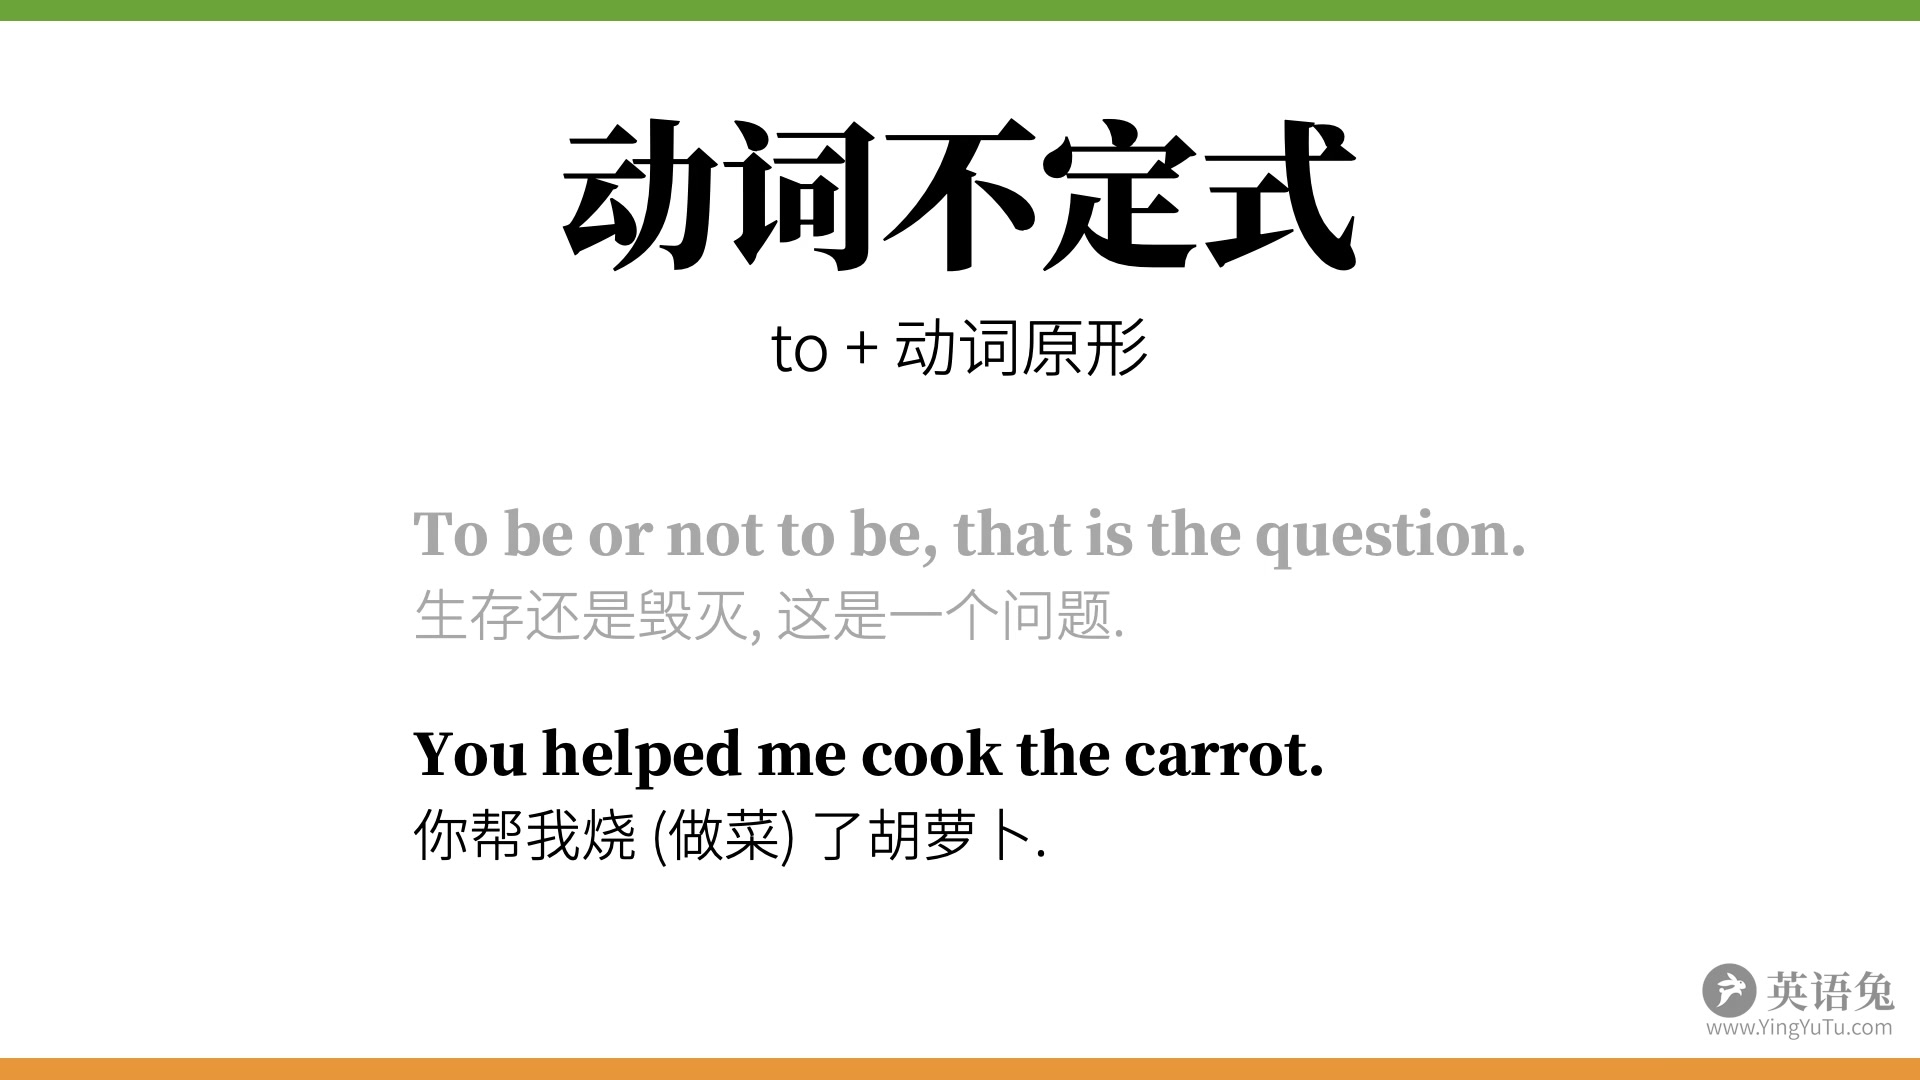 动词不定式
to + 动词原形
To be or not to be, that is the question.
生存还是毁灭, 这是一个问题.
You helped me cook the carrot.
你帮我烧 (做菜) 了胡萝卜.
英语兔
www.YingYuTu.com